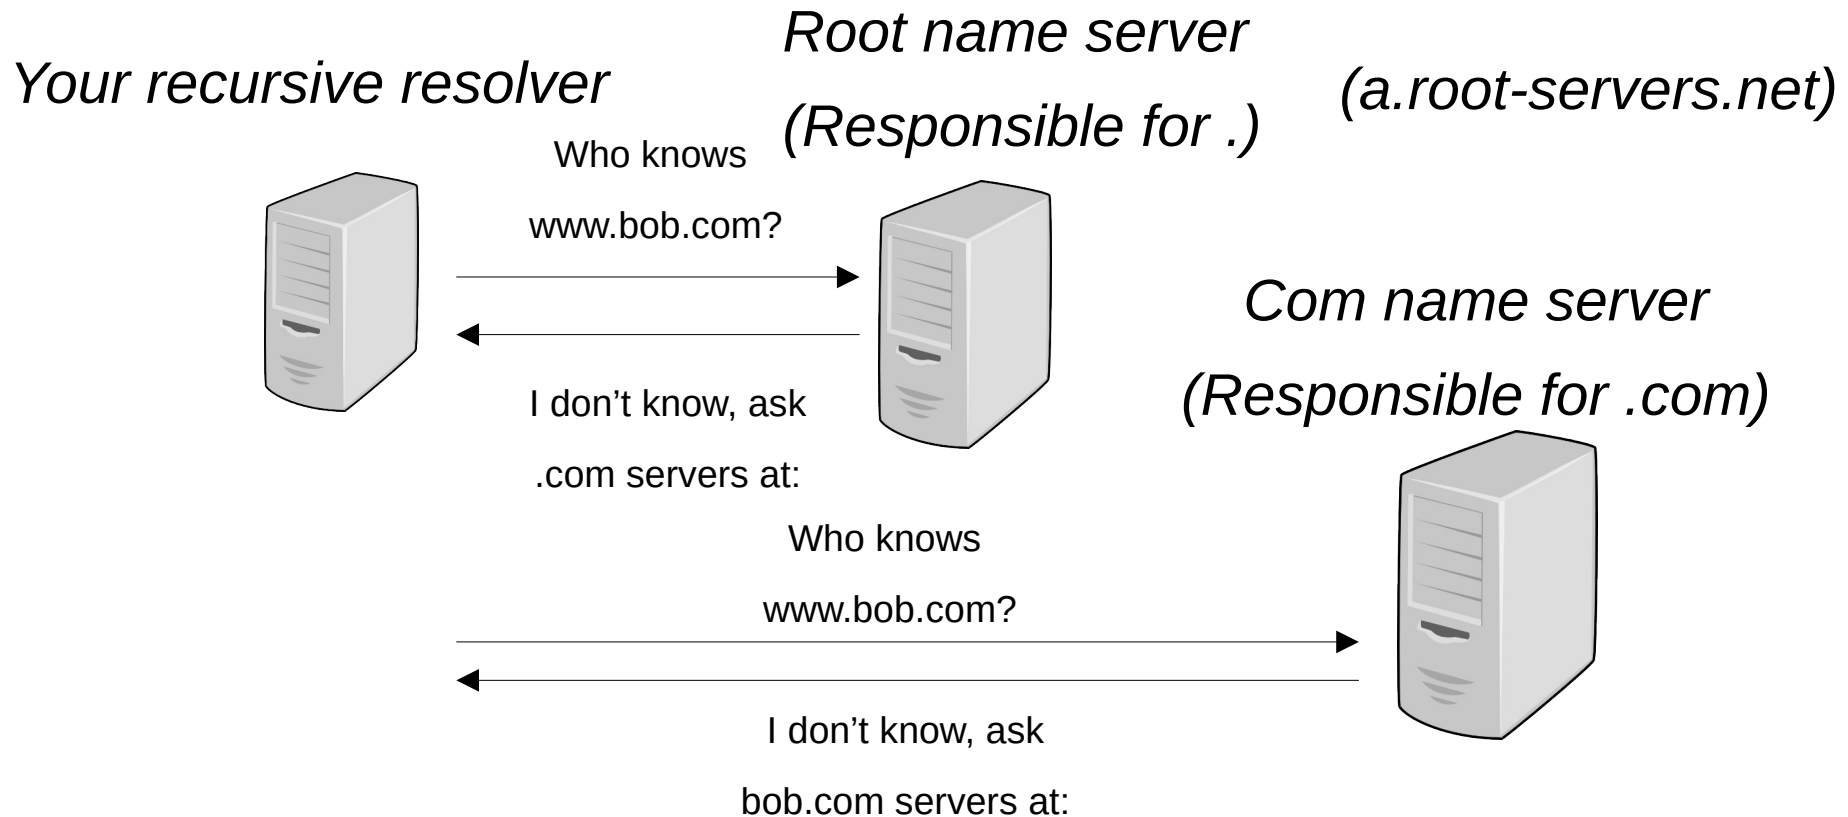 Your recursive resolver
Root name server
(Responsible for .)
(a.root-servers.net)
Who knows
www.bob.com?
I don’t know, ask
.com servers at:
Com name server
(Responsible for .com)
Who knows
www.bob.com?
I don’t know, ask
bob.com servers at: